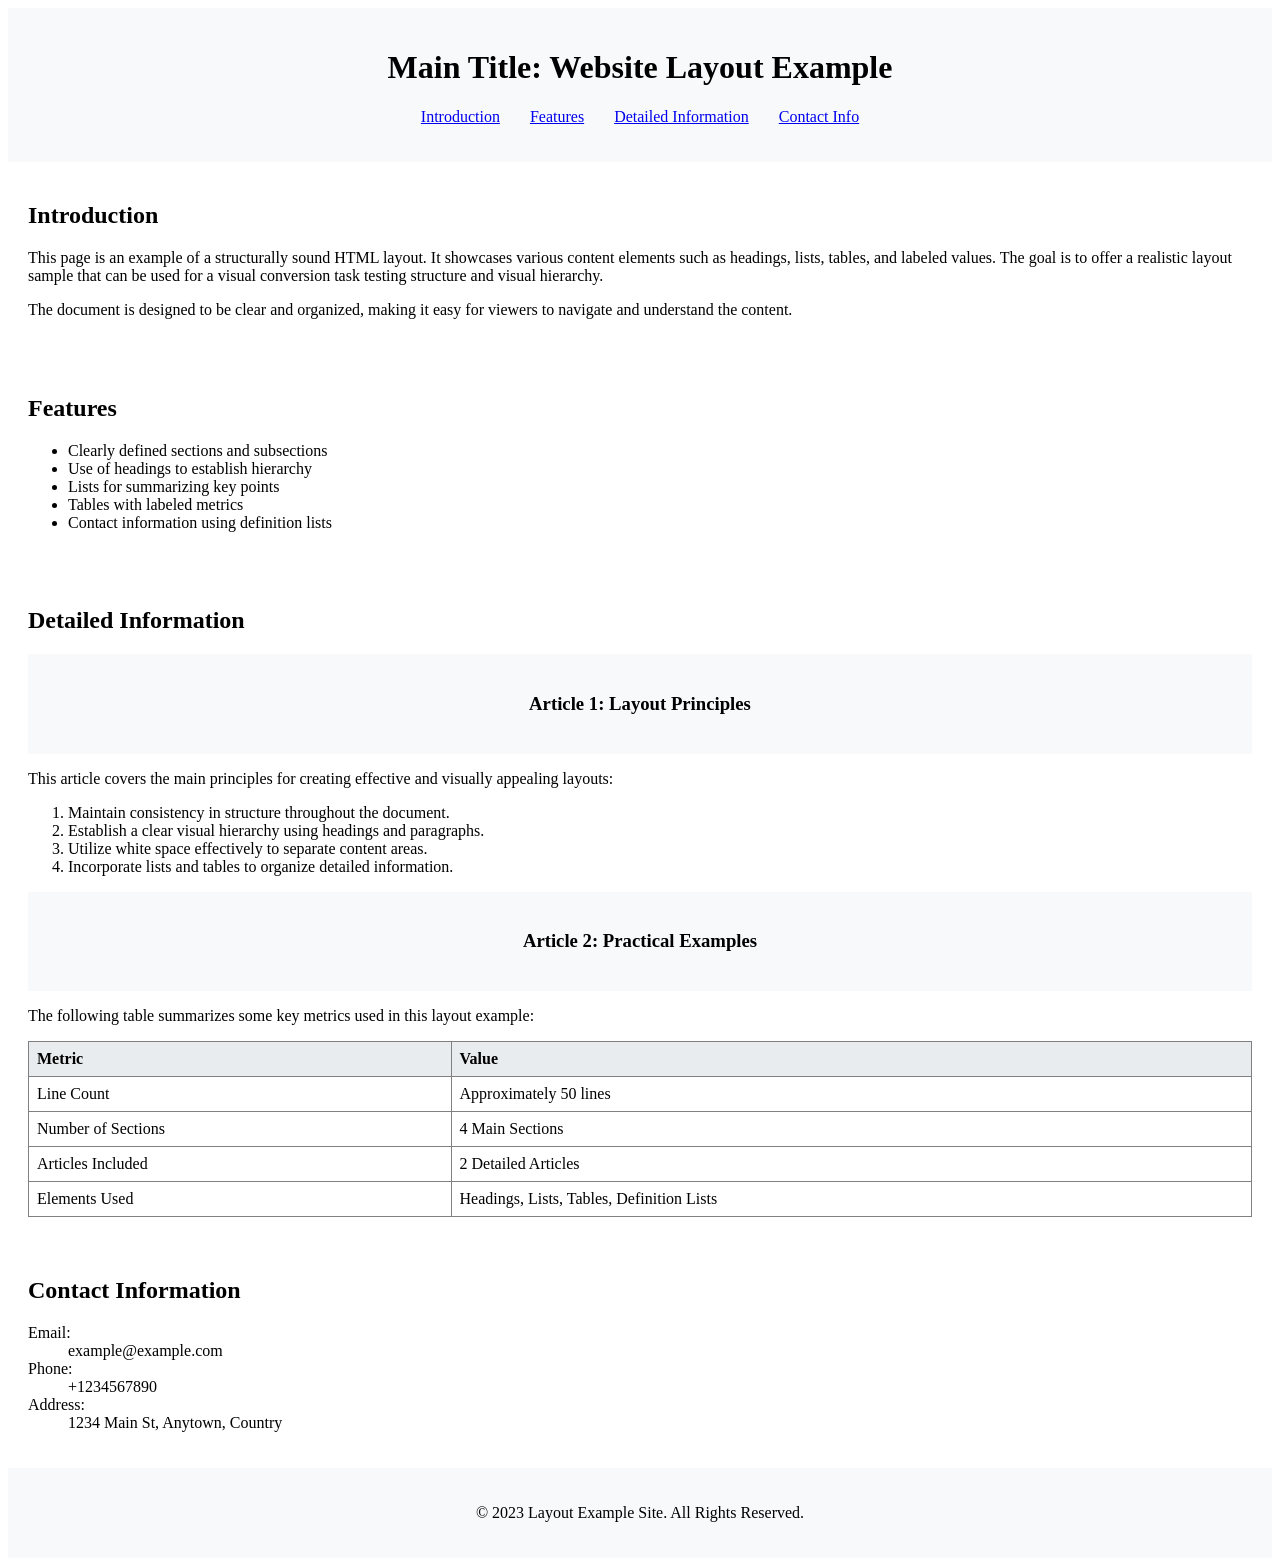 Main Title: Website Layout Example
Introduction Features Detailed Information Contact Info
Introduction
This page is an example of a structurally sound HTML layout. It showcases various content elements such as headings, lists, tables, and labeled values. The goal is to offer a realistic layout
sample that can be used for a visual conversion task testing structure and visual hierarchy.
The document is designed to be clear and organized, making it easy for viewers to navigate and understand the content.
Features
• Clearly defined sections and subsections
• Use of headings to establish hierarchy
• Lists for summarizing key points
• Tables with labeled metrics
• Contact information using definition lists
Detailed Information
Article 1: Layout Principles
This article covers the main principles for creating effective and visually appealing layouts:
1. Maintain consistency in structure throughout the document.
2. Establish a clear visual hierarchy using headings and paragraphs.
3. Utilize white space effectively to separate content areas.
4. Incorporate lists and tables to organize detailed information.
Article 2: Practical Examples
The following table summarizes some key metrics used in this layout example:
Metric Value
Line Count Approximately 50 lines
Number of Sections 4 Main Sections
Articles Included 2 Detailed Articles
Elements Used Headings, Lists, Tables, Definition Lists
Contact Information
Email:
example@example.com
Phone:
+1234567890
Address:
1234 Main St, Anytown, Country
© 2023 Layout Example Site. All Rights Reserved.